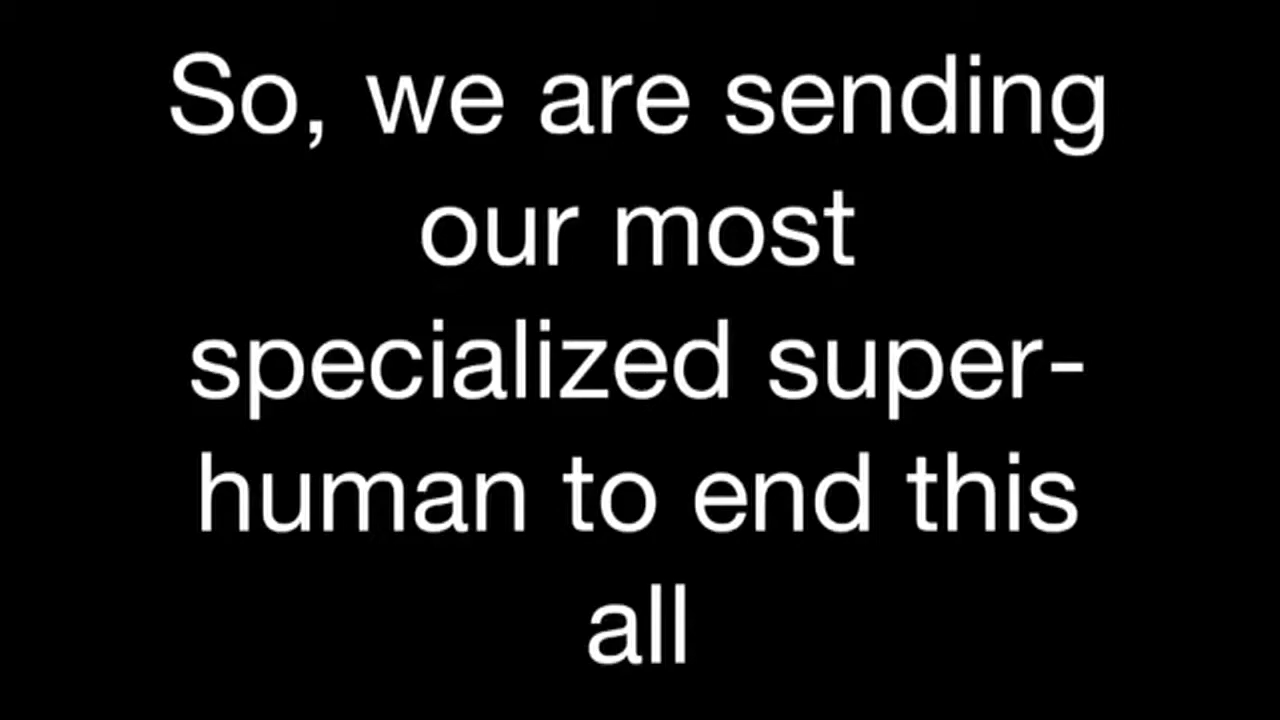 So, we are sending
our most
specialized super-
human to end this
all